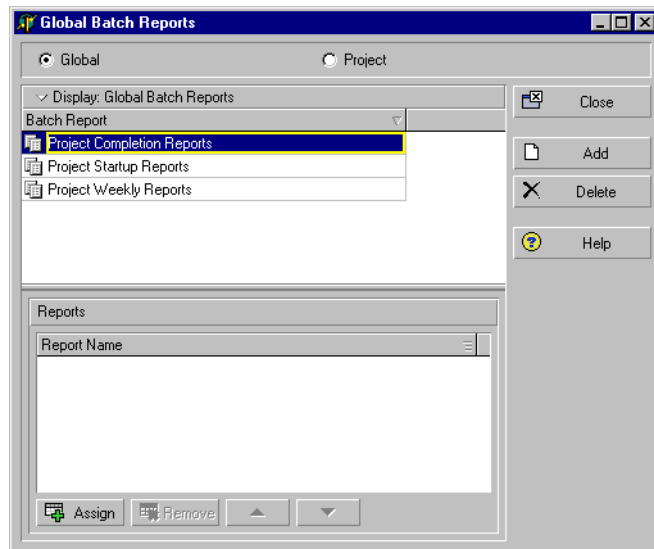 Global Batch Reports
Global Project
Display: Global Batch Reports
Batch Report
Project Completion Reports
Project Startup Reports
Project Weekly Reports
Close
Add
Delete
Help
Reports
Report Name
Assign Remove